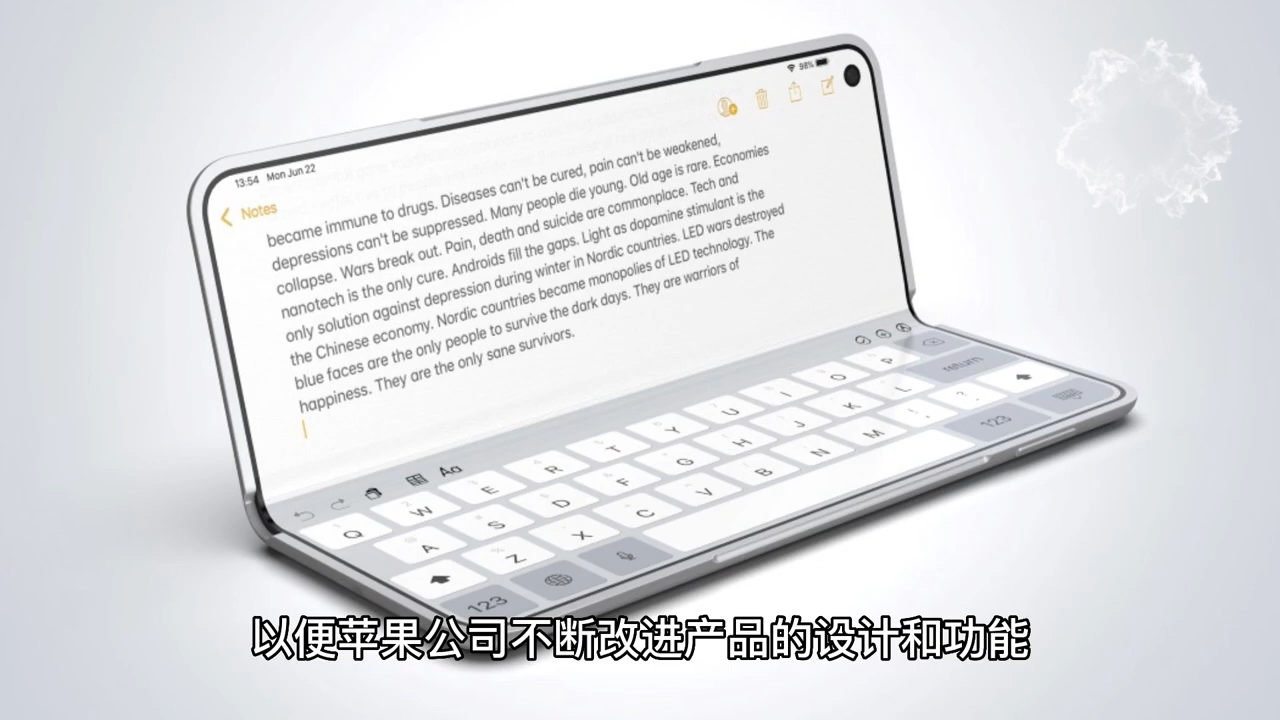 13:54 Mon Jun 22
98%
Notes
became immune to drugs. Diseases can't be cured, pain can't be weakened,
depressions can't be suppressed. Many people die young. Old age is rare. Economies
collapse. Wars break out. Pain, death and suicide are commonplace. Tech and
nanotech is the only cure. Androids fill the gaps. Light as dopamine stimulant is the
only solution against depression during winter in Nordic countries. LED wars destroyed
the Chinese economy. Nordic countries became monopolies of LED technology. The
blue faces are the only people to survive the dark days. They are warriors of
happiness. They are the only sane survivors.
Aa
Q W E R T Y U I O P
A S D F G H J K L return
Z X C V B N M , ! . ?
123 123
以便苹果公司不断改进产品的设计和功能